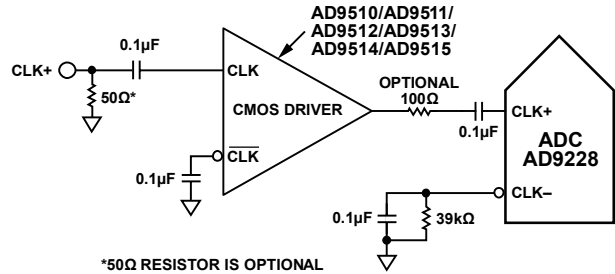 AD9510/AD9511/
AD9512/AD9513/
AD9514/AD9515
0.1µF
CLK+
50Ω*
CLK
CMOS DRIVER
CLK
0.1µF
OPTIONAL
100Ω
0.1µF
CLK+
ADC
AD9228
CLK–
0.1µF
39kΩ
*50Ω RESISTOR IS OPTIONAL